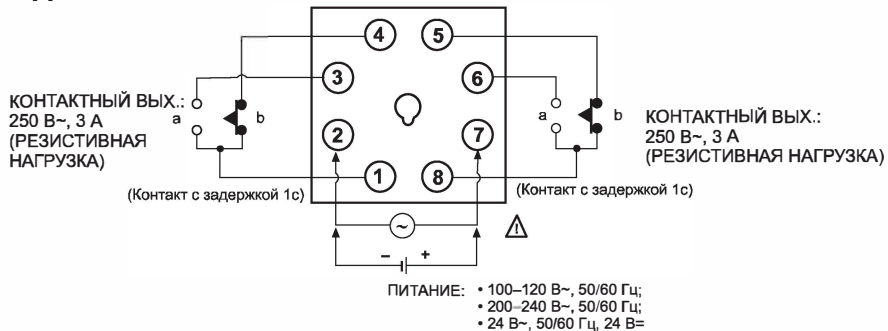 4
5
3
6
КОНТАКТНЫЙ ВЫХ.:
250 В~, 3 А
(РЕЗИСТИВНАЯ
НАГРУЗКА)
a
b
2
7
a
b
КОНТАКТНЫЙ ВЫХ.:
250 В~, 3 А
(РЕЗИСТИВНАЯ НАГРУЗКА)
1
8
(Контакт с задержкой 1с)
(Контакт с задержкой 1с)
~
!
– +
ПИТАНИЕ: • 100–120 В~, 50/60 Гц;
• 200–240 В~, 50/60 Гц;
• 24 В~, 50/60 Гц, 24 В=